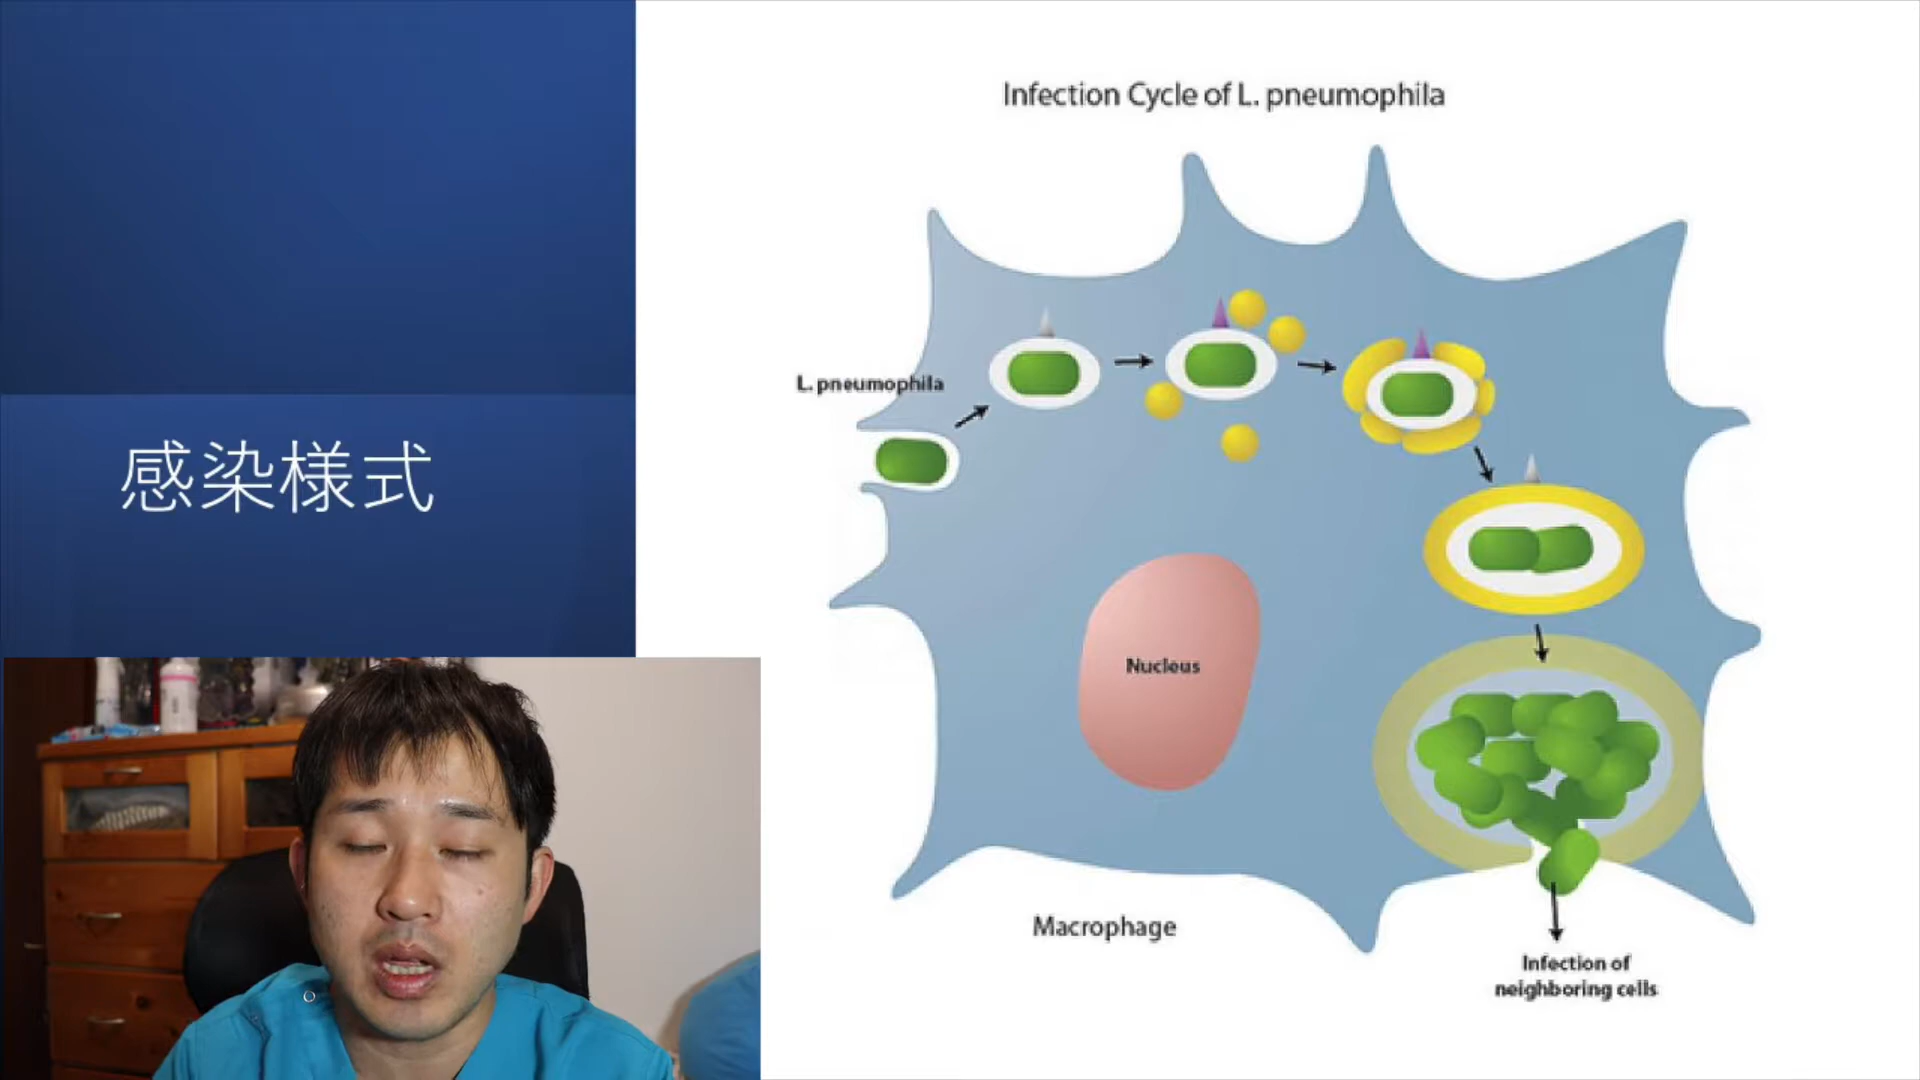 Infection Cycle of L. pneumophila
L. pneumophila
感染様式
Nucleus
Macrophage
Infection of
neighboring cells